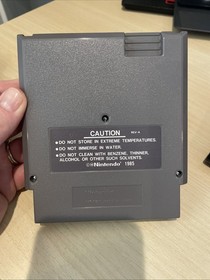 CAUTION REV-A
• DO NOT STORE IN EXTREME TEMPERATURES.
• DO NOT IMMERSE IN WATER.
• DO NOT CLEAN WITH BENZENE, THINNER,
ALCOHOL OR OTHER SUCH SOLVENTS.
©®Nintendo® 1985